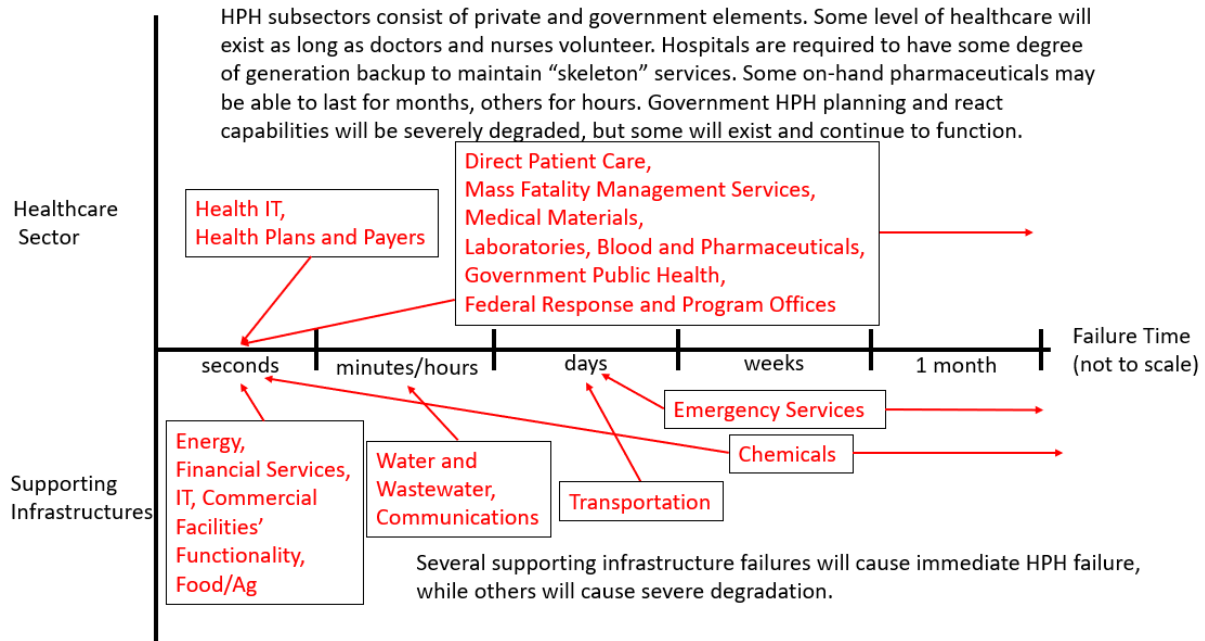 HPH subsectors consist of private and government elements. Some level of healthcare will
exist as long as doctors and nurses volunteer. Hospitals are required to have some degree
of generation backup to maintain “skeleton” services. Some on-hand pharmaceuticals may
be able to last for months, others for hours. Government HPH planning and react
capabilities will be severely degraded, but some will exist and continue to function.
Healthcare
Sector
Health IT,
Health Plans and Payers
Direct Patient Care,
Mass Fatality Management Services,
Medical Materials,
Laboratories, Blood and Pharmaceuticals,
Government Public Health,
Federal Response and Program Offices
seconds
minutes/hours
days
weeks
1 month
Failure Time
(not to scale)
Supporting
Infrastructures
Energy,
Financial Services,
IT, Commercial
Facilities’
Functionality,
Food/Ag
Water and
Wastewater,
Communications
Transportation
Emergency Services
Chemicals
Several supporting infrastructure failures will cause immediate HPH failure,
while others will cause severe degradation.